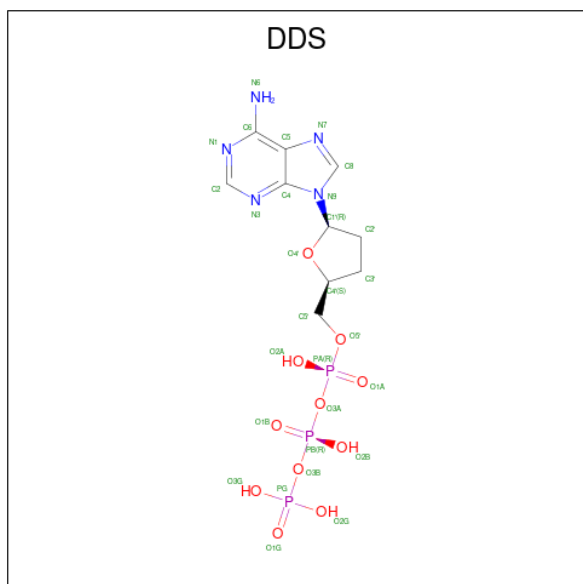 DDS
N6
NH2
C6
N1
C5
N7
C2
C8
N
N
N
N3
C4
N
N9
C1'(R)
C2'
O4'
O
C3'
C4'(S)
C5'
O
O5'
O2A
HO
PA(R)
P
O
O1A
O
O3A
O1B
O
P
OH
PB(R)
O2B
O
O3B
O3G
HO
PG
P
OH
O2G
O
O1G